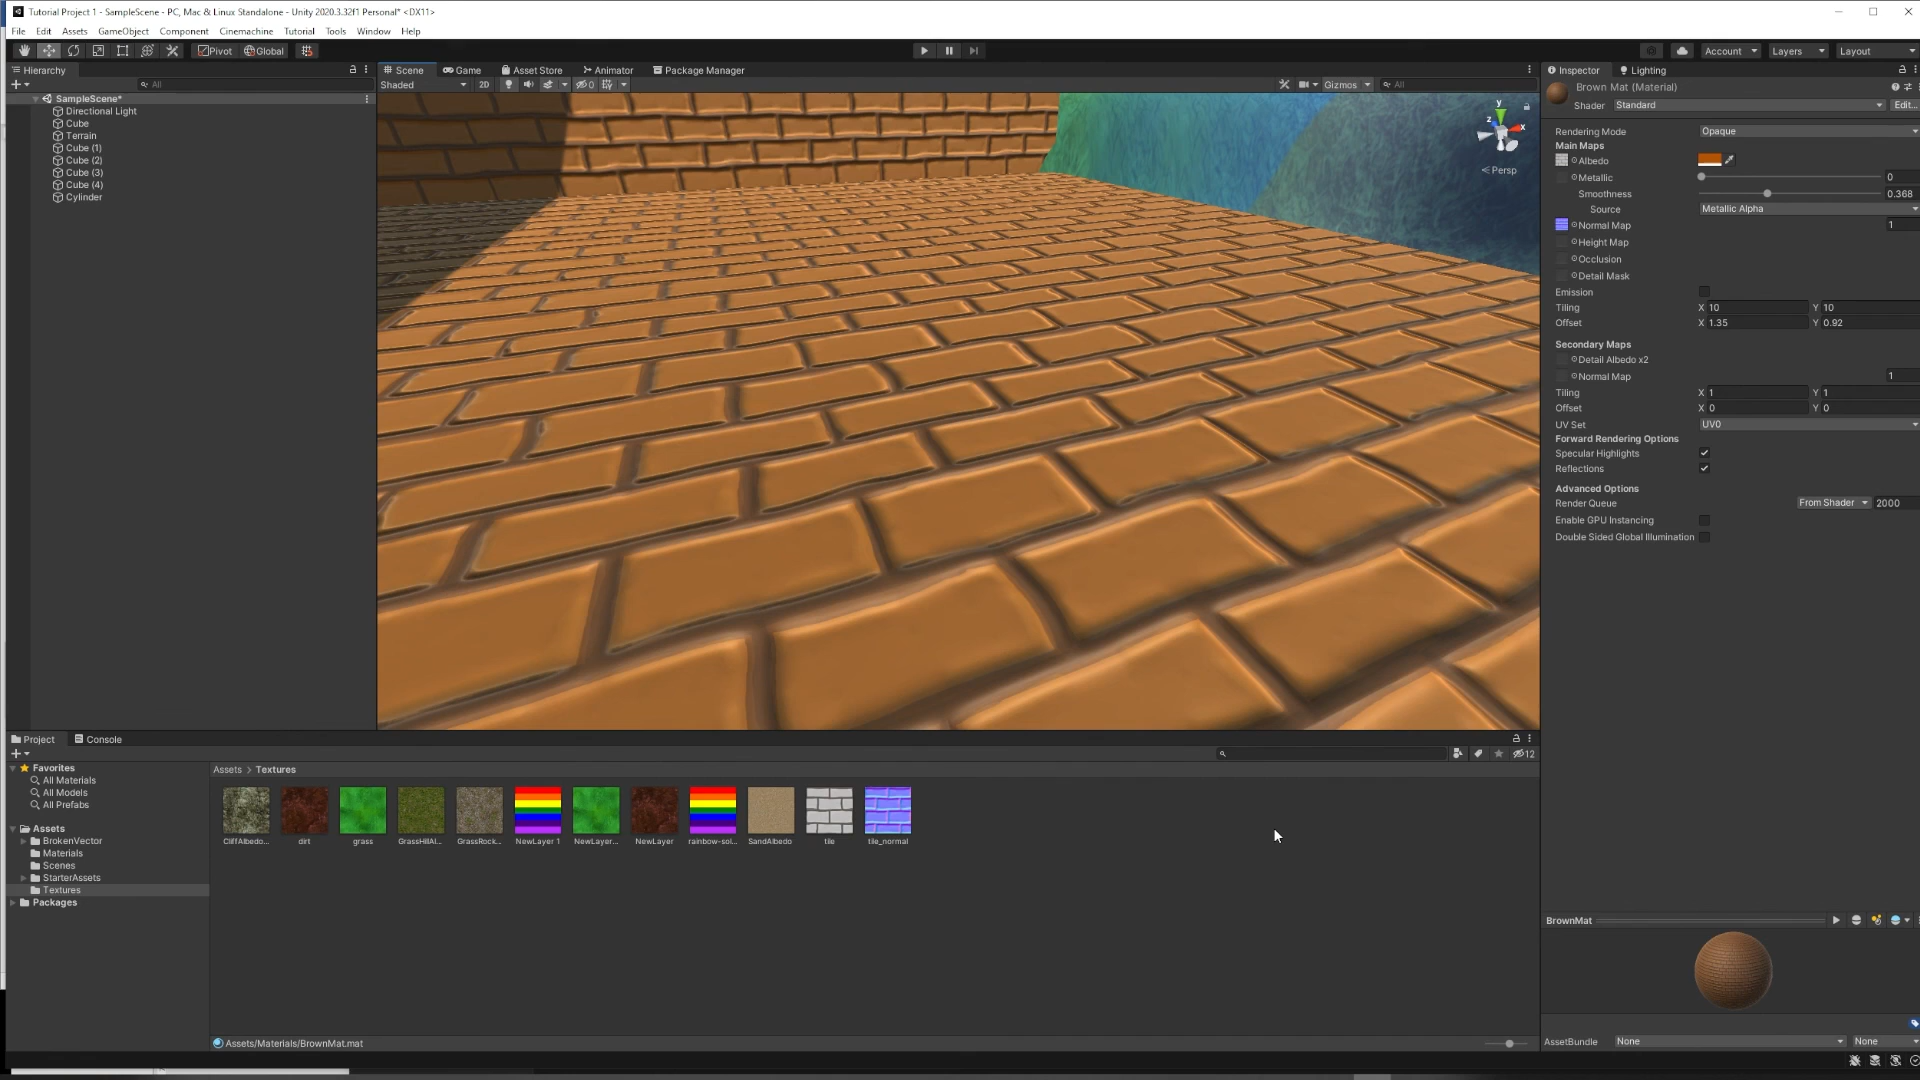 Tutorial Project 1 - SampleScene - PC, Mac & Linux Standalone - Unity 2020.3.32f1 Personal* <DX11>
File Edit Assets GameObject Component Cinemachine Tutorial Tools Window Help
Pivot Global Account Layers Layout
Hierarchy
All
SampleScene*
Directional Light
Cube
Terrain
Cube (1)
Cube (2)
Cube (3)
Cube (4)
Cylinder
Scene Game Asset Store Animator Package Manager
Shaded 2D 0 Gizmos All
y
z x
Persp
Inspector Lighting
Brown Mat (Material)
Shader Standard Edit...
Rendering Mode Opaque
Main Maps
Albedo
Metallic 0
Smoothness 0.368
Source Metallic Alpha
Normal Map 1
Height Map
Occlusion
Detail Mask
Emission
Tiling X 10 Y 10
Offset X 1.35 Y 0.92
Secondary Maps
Detail Albedo x2
Normal Map 1
Tiling X 1 Y 1
Offset X 0 Y 0
UV Set UV0
Forward Rendering Options
Specular Highlights
Reflections
Advanced Options
Render Queue From Shader 2000
Enable GPU Instancing
Double Sided Global Illumination
Project Console
12
Favorites
All Materials
All Models
All Prefabs
Assets
BrokenVector
Materials
Scenes
StarterAssets
Textures
Packages
Assets > Textures
CliffAlbedo... dirt grass GrassHillAl... GrassRock... NewLayer 1 NewLayer... NewLayer rainbow-sol... SandAlbedo tile tile_normal
Assets/Materials/BrownMat.mat
BrownMat
AssetBundle None None